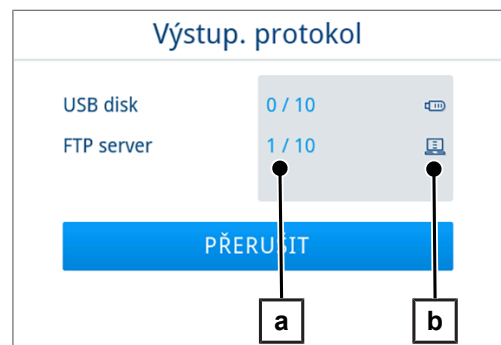 Výstup. protokol
USB disk 0 / 10
FTP server 1 / 10
PŘERUŠIT
a b